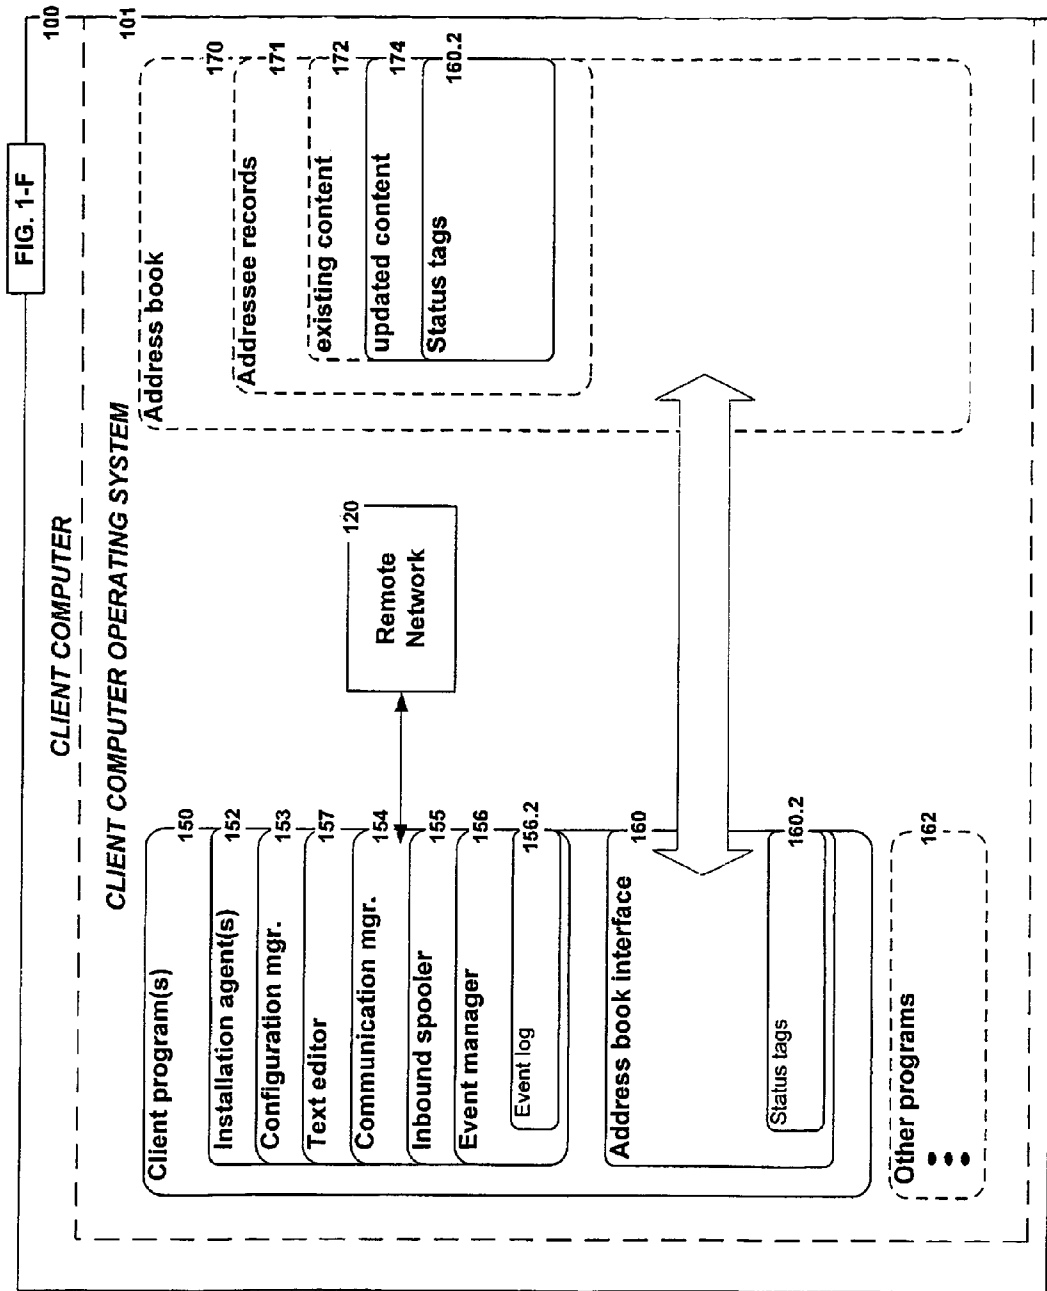 FIG. 1-F
100
CLIENT COMPUTER
101
CLIENT COMPUTER OPERATING SYSTEM
Client program(s)
150
Installation agent(s)
152
Configuration mgr.
153
Text editor
157
Communication mgr.
154
Inbound spooler
155
Event manager
156
Event log
156.2
Address book interface
160
Status tags
160.2
Other programs
162
120
Remote
Network
Address book
170
Addressee records
171
existing content
172
updated content
174
Status tags
160.2